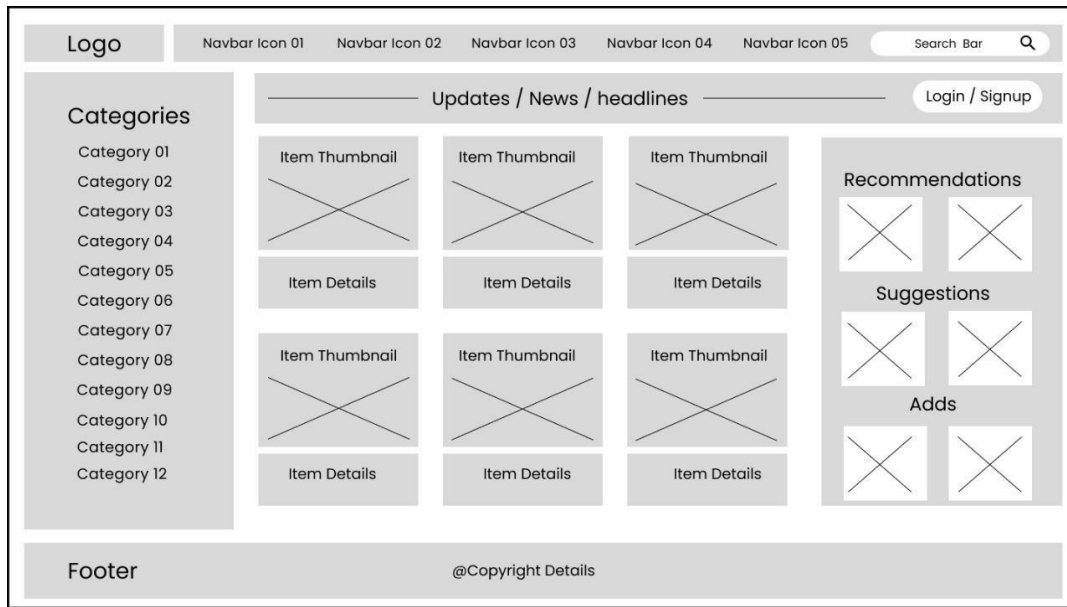 Logo
Navbar Icon 01
Navbar Icon 02
Navbar Icon 03
Navbar Icon 04
Navbar Icon 05
Search Bar
Categories
Category 01
Category 02
Category 03
Category 04
Category 05
Category 06
Category 07
Category 08
Category 09
Category 10
Category 11
Category 12
Updates / News / headlines
Login / Signup
Item Thumbnail
Item Thumbnail
Item Thumbnail
Item Details
Item Details
Item Details
Item Thumbnail
Item Thumbnail
Item Thumbnail
Item Details
Item Details
Item Details
Recommendations
Suggestions
Adds
Footer
@Copyright Details